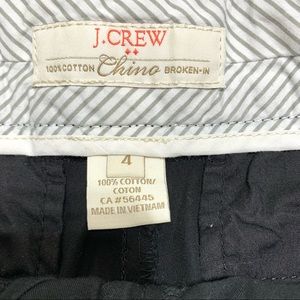 J.CREW
100% COTTON Chino BROKEN-IN
4
100% COTTON/
COTON
CA #56445
MADE IN VIETNAM